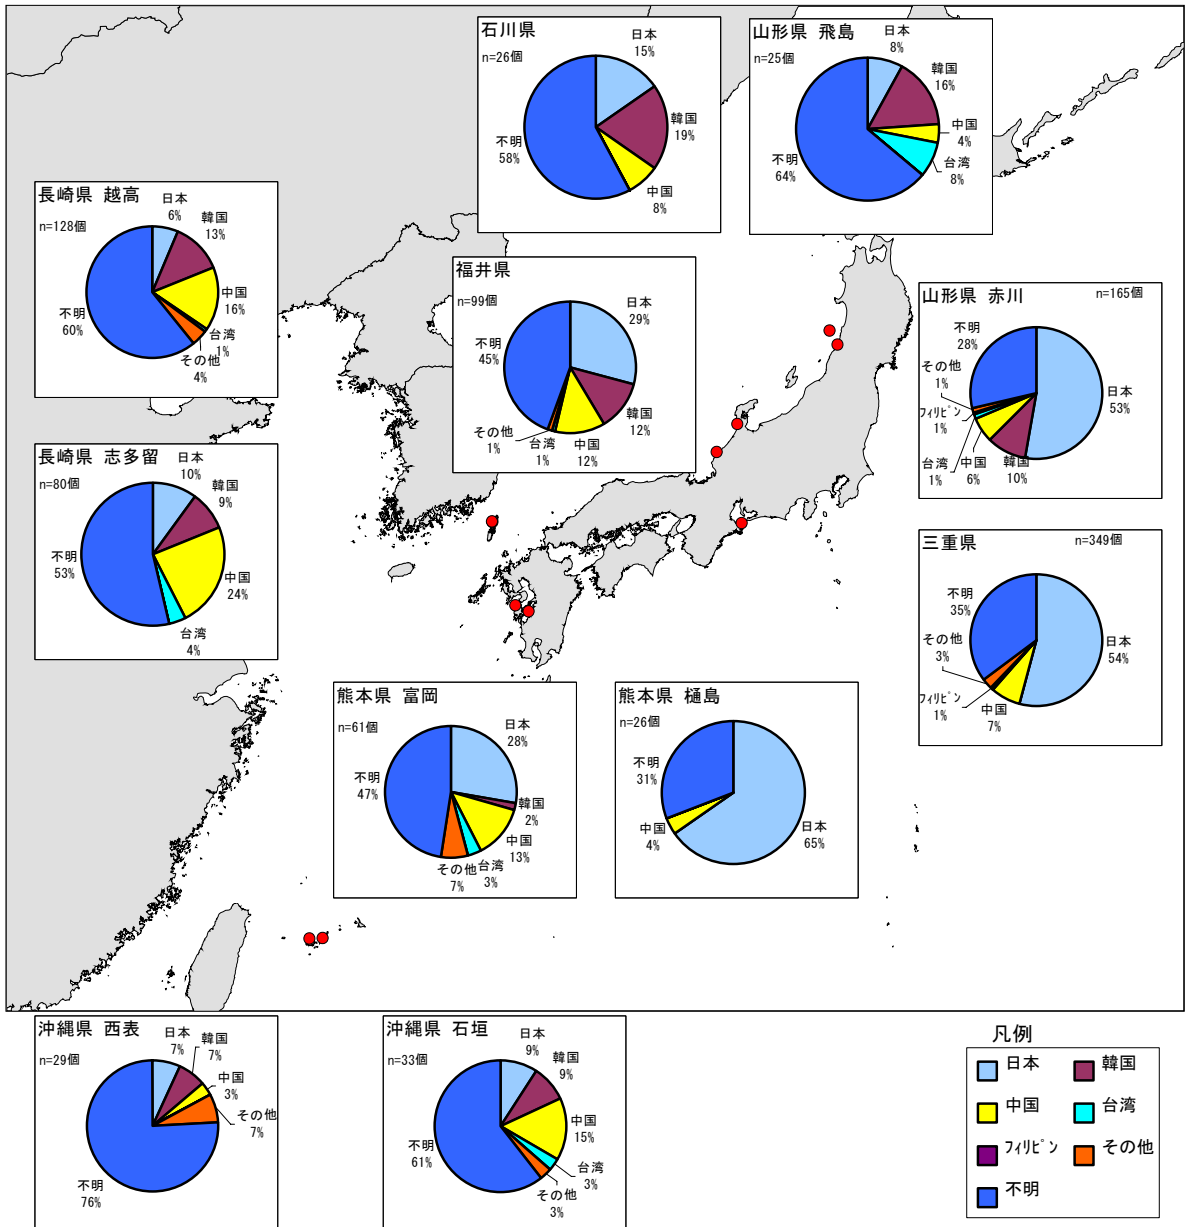 石川県
n=26個
日本
15%
韓国
19%
中国
8%
不明
58%
山形県 飛島
n=25個
日本
8%
韓国
16%
中国
4%
台湾
8%
不明
64%
長崎県 越高
n=128個
日本
6%
韓国
13%
中国
16%
台湾
1%
その他
4%
不明
60%
福井県
n=99個
日本
29%
韓国
12%
中国
12%
台湾
1%
その他
1%
不明
45%
山形県 赤川
n=165個
日本
53%
韓国
10%
中国
6%
台湾
1%
フィリピン
1%
その他
1%
不明
28%
長崎県 志多留
n=80個
日本
10%
韓国
9%
中国
24%
台湾
4%
不明
53%
三重県
n=349個
日本
54%
中国
7%
フィリピン
1%
その他
3%
不明
35%
熊本県 富岡
n=61個
日本
28%
韓国
2%
中国
13%
台湾
3%
その他
7%
不明
47%
熊本県 樋島
n=26個
日本
65%
中国
4%
不明
31%
沖縄県 西表
n=29個
日本
7%
韓国
7%
中国
3%
その他
7%
不明
76%
沖縄県 石垣
n=33個
日本
9%
韓国
9%
中国
15%
台湾
3%
その他
3%
不明
61%
凡例
日本
韓国
中国
台湾
フィリピン
その他
不明